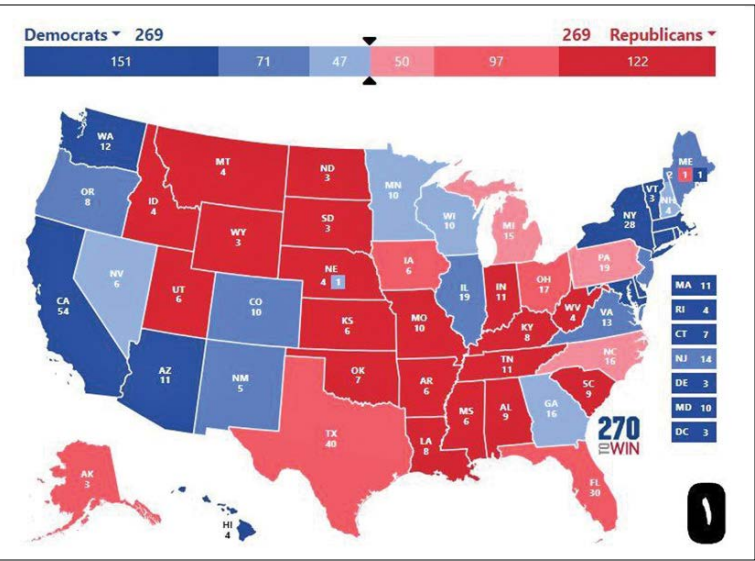 Democrats 269
269 Republicans
151 71 47 50 97 122
WA
12
OR
8
CA
54
NV
6
ID
4
MT
4
WY
3
UT
6
AZ
11
CO
10
NM
5
ND
3
SD
3
NE
4 1
KS
6
OK
7
TX
40
MN
10
IA
6
MO
10
AR
6
LA
8
WI
10
IL
19
MI
15
IN
11
OH
17
KY
8
TN
11
MS
6
AL
9
GA
16
FL
30
SC
9
NC
16
VA
13
WV
4
PA
19
NY
28
VT
3
NH
4
ME
2 1 1
AK
3
HI
4
MA 11
RI 4
CT 7
NJ 14
DE 3
MD 10
DC 3
270
TO WIN
١